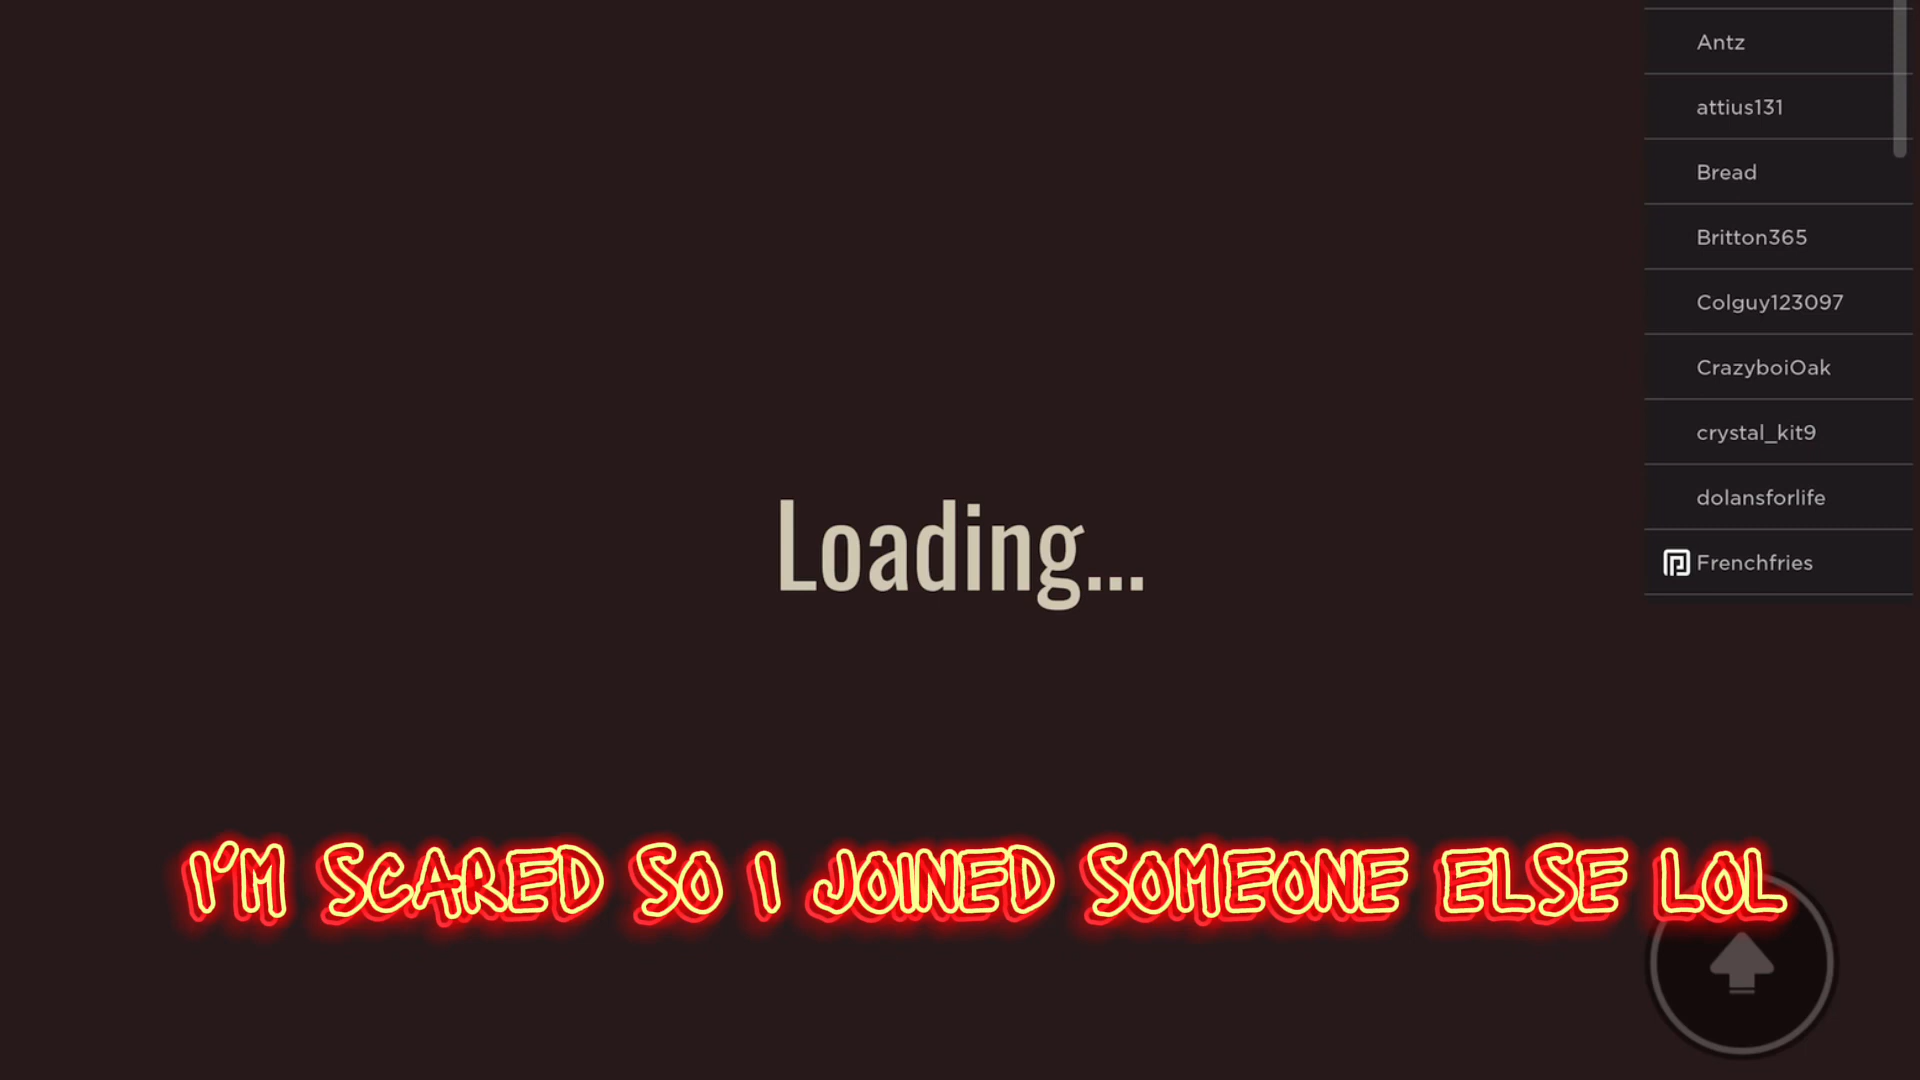 Antz
attius131
Bread
Britton365
Colguy123097
CrazyboiOak
crystal_kit9
dolansforlife
Frenchfries
Loading...
I'M SCARED SO I JOINED SOMEONE ELSE LOL